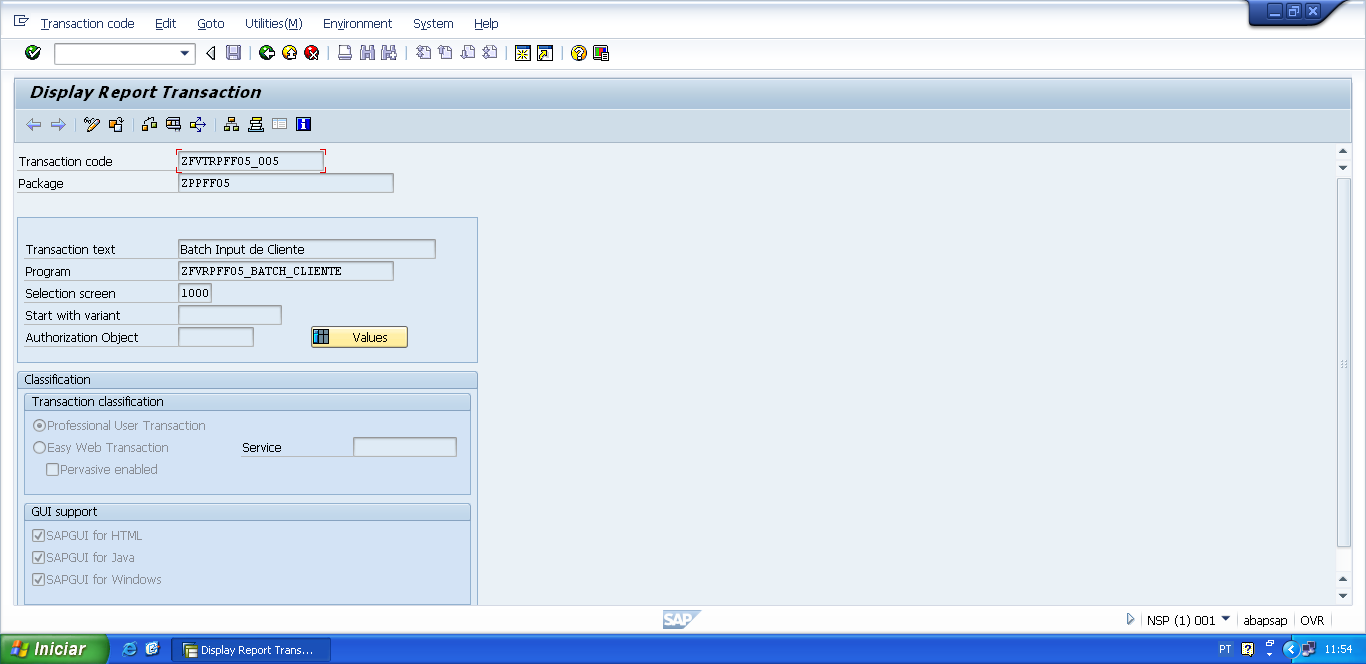 Transaction code Edit Goto Utilities(M) Environment System Help
Display Report Transaction
Transaction code ZFVTRPFF05_005
Package ZPPFF05
Transaction text Batch Input de Cliente
Program ZFVRPFF05_BATCH_CLIENTE
Selection screen 1000
Start with variant
Authorization Object Values
Classification
Transaction classification
Professional User Transaction
Easy Web Transaction Service
Pervasive enabled
GUI support
SAPGUI for HTML
SAPGUI for Java
SAPGUI for Windows
SAP NSP (1) 001 abapsap OVR
Iniciar Display Report Trans... PT 11:54